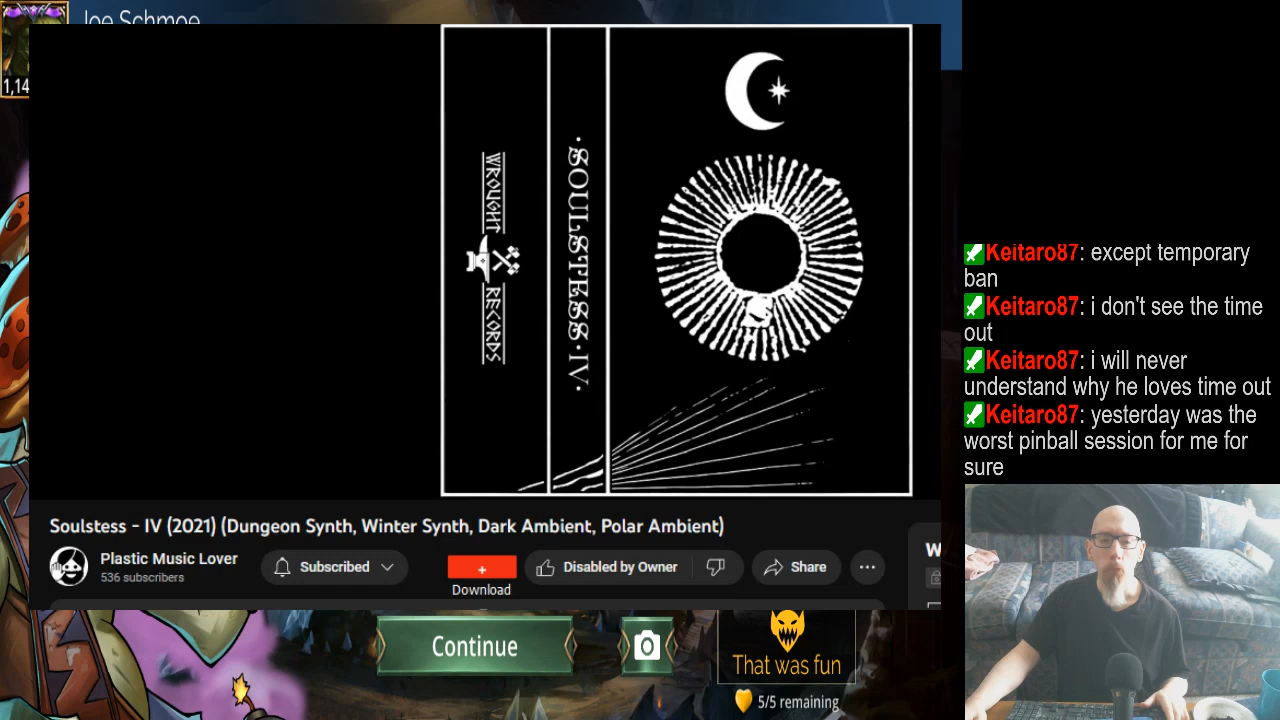 Joe Schmoe
1,14
WROUGHT
RECORDS
·SOULSTESS·IV·
Soulstess - IV (2021) (Dungeon Synth, Winter Synth, Dark Ambient, Polar Ambient)
Plastic Music Lover
536 subscribers
Subscribed
+
Download
Disabled by Owner
Share
W
Continue
That was fun
5/5 remaining
Keitaro87: except temporary
ban
Keitaro87: i don't see the time
out
Keitaro87: i will never
understand why he loves time out
Keitaro87: yesterday was the
worst pinball session for me for
sure